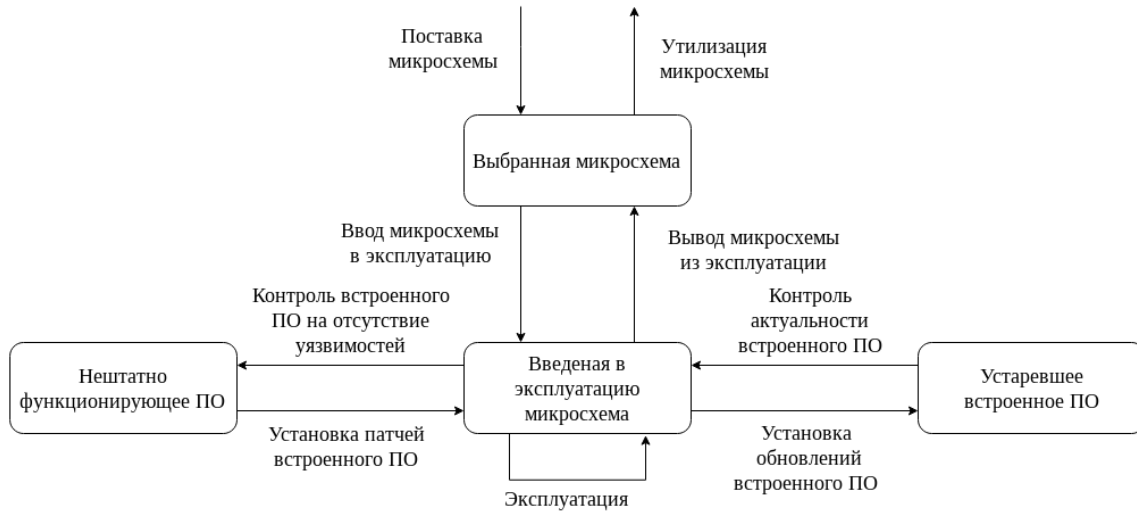 Поставка
микросхемы
Утилизация
микросхемы
Выбранная микросхема
Ввод микросхемы
в эксплуатацию
Вывод микросхемы
из эксплуатации
Контроль встроенного
ПО на отсутствие
уязвимостей
Контроль
актуальности
встроенного ПО
Нештатно
функционирующее ПО
Введеная в
эксплуатацию
микросхема
Устаревшее
встроенное ПО
Установка патчей
встроенного ПО
Установка
обновлений
встроенного ПО
Эксплуатация